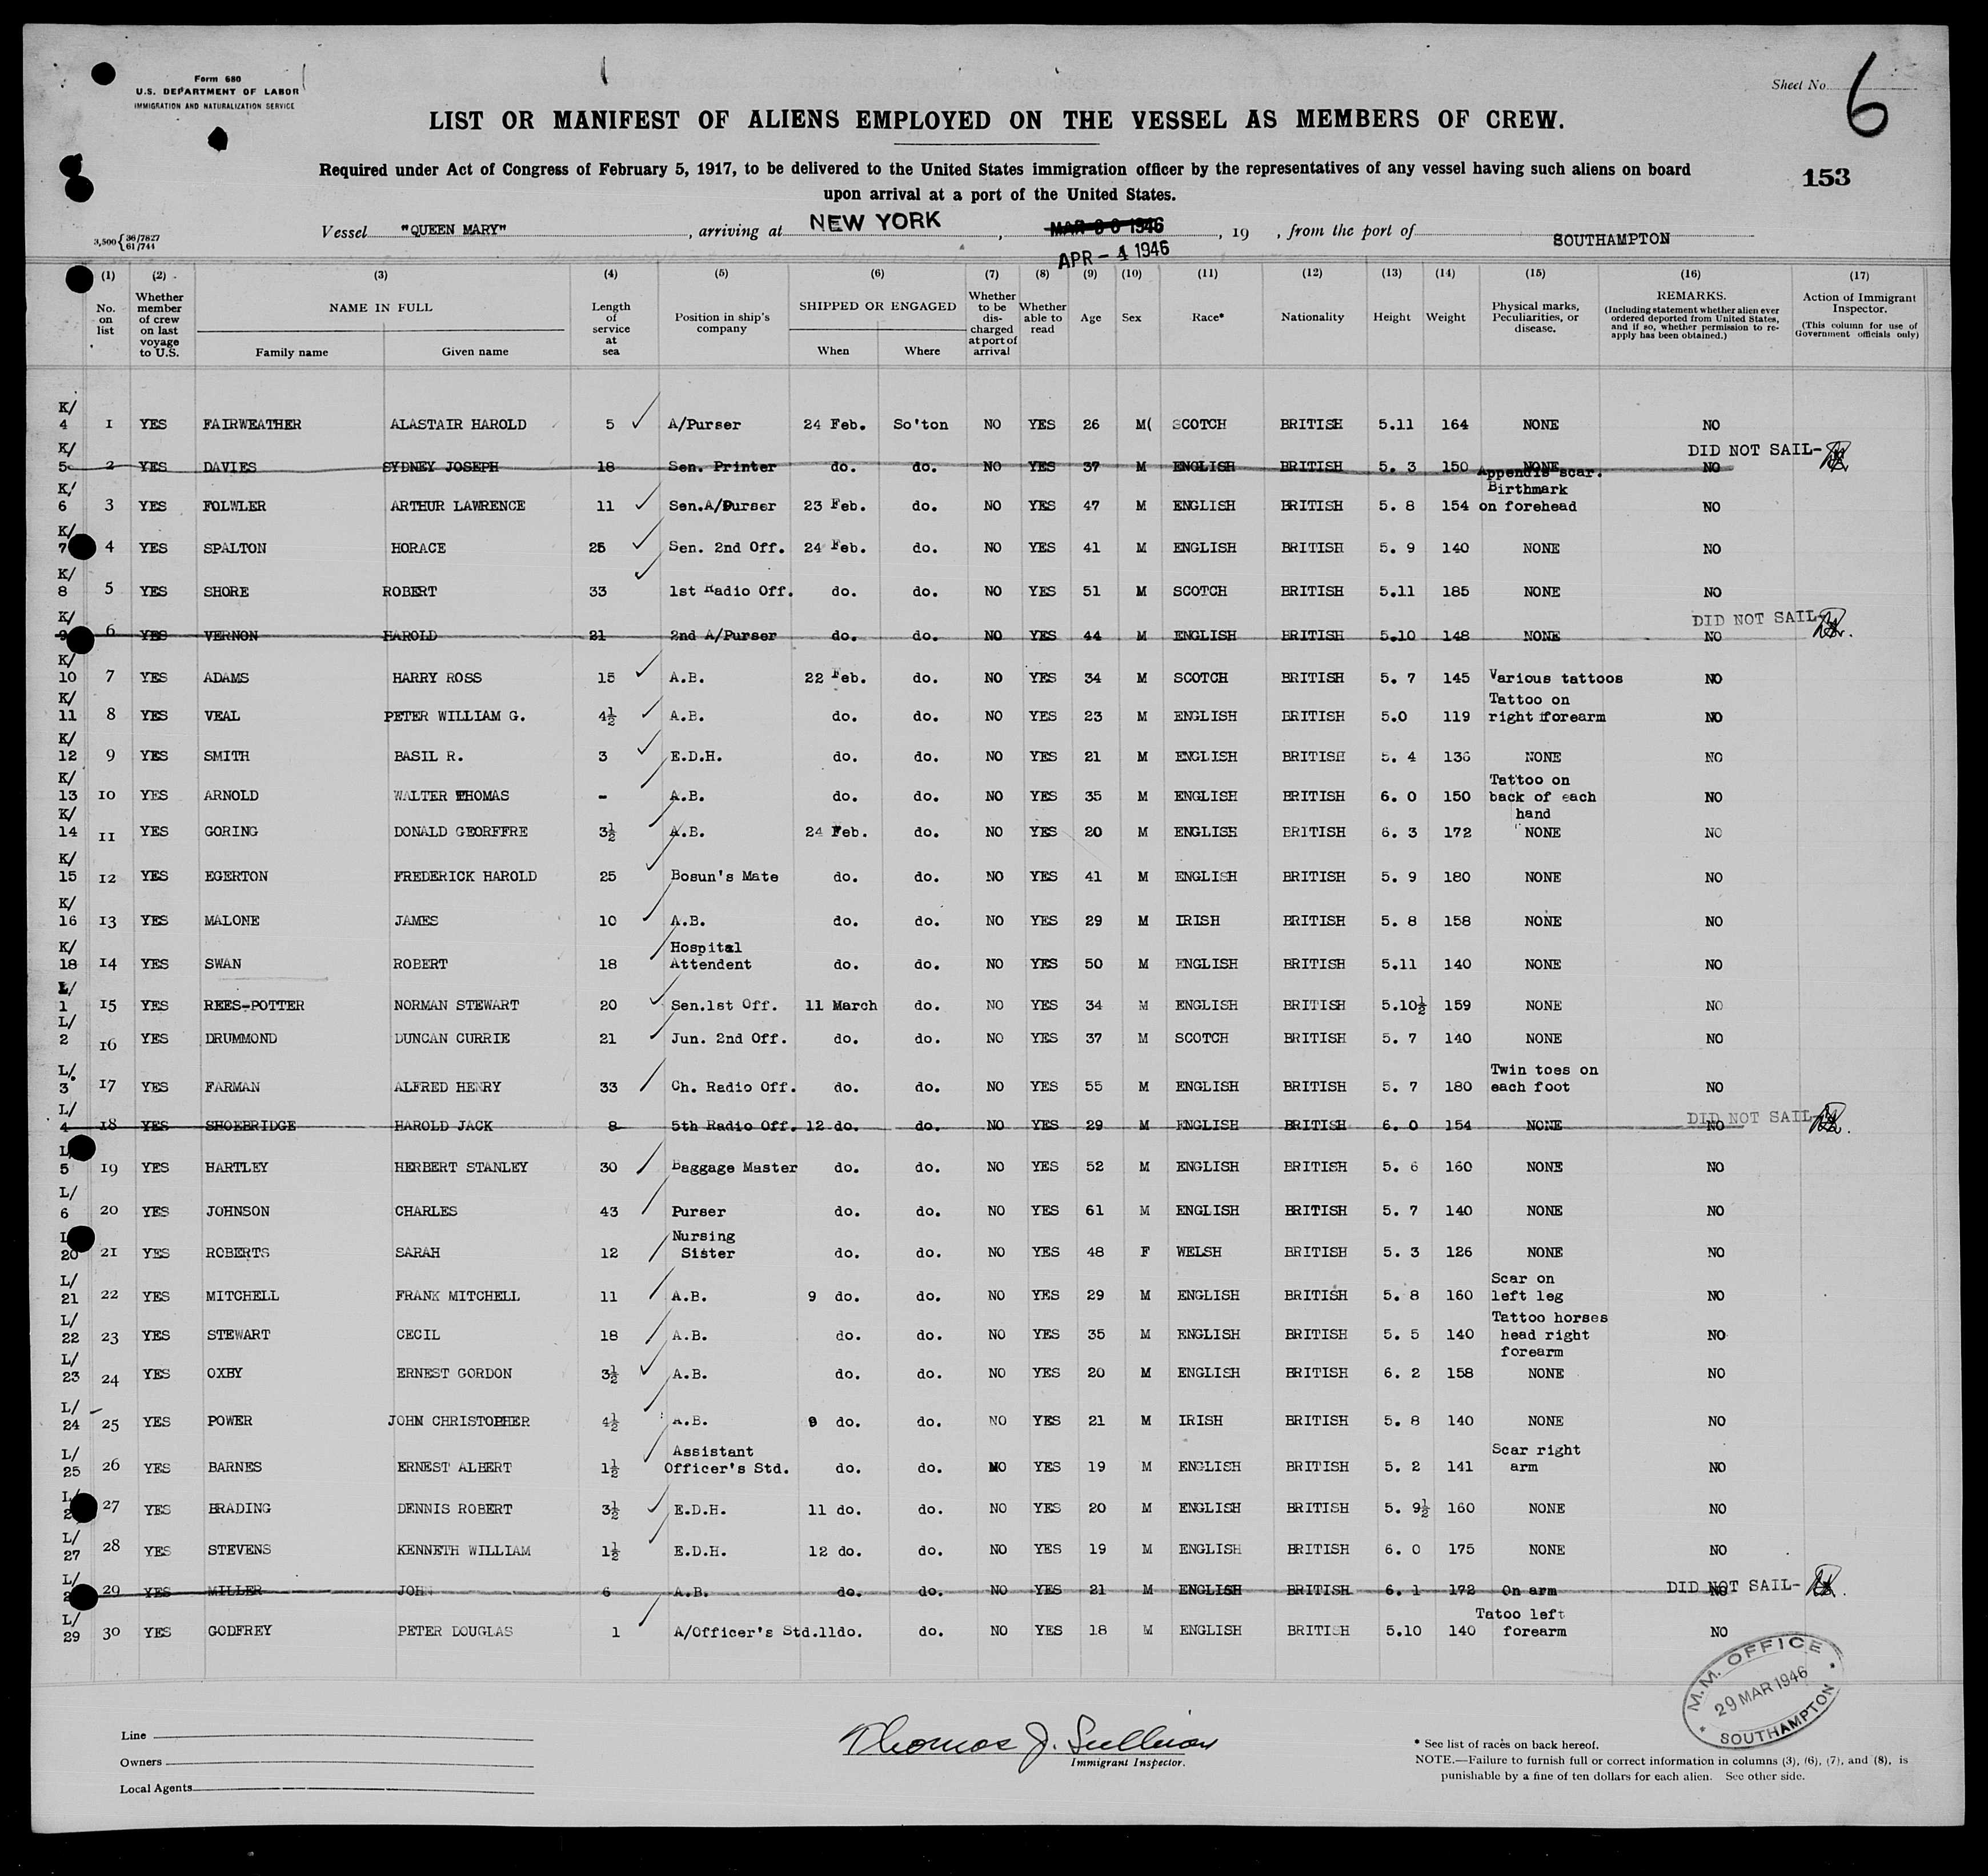 Form 680
U.S. DEPARTMENT OF LABOR
IMMIGRATION AND NATURALIZATION SERVICE
Sheet No. 6
LIST OR MANIFEST OF ALIENS EMPLOYED ON THE VESSEL AS MEMBERS OF CREW.
Required under Act of Congress of February 5, 1917, to be delivered to the United States immigration officer by the representatives of any vessel having such aliens on board
upon arrival at a port of the United States.
153
3,500 { 36/7827 61/744
Vessel "QUEEN MARY", arriving at NEW YORK, MAR 30 1946, 19 , from the port of SOUTHAMPTON
APR - 4 1946
(1) (2) (3) (4) (5) (6) (7) (8) (9) (10) (11) (12) (13) (14) (15) (16) (17)
No. on list | Whether member of crew on last voyage to U.S. | NAME IN FULL Family name Given name | Length of service at sea | Position in ship's company | SHIPPED OR ENGAGED When Where | Whether to be discharged at port of arrival | Whether able to read | Age | Sex | Race* | Nationality | Height | Weight | Physical marks, Peculiarities, or disease. | REMARKS. (Including statement whether alien ever ordered deported from United States, and if so, whether permission to re-apply has been obtained.) | Action of Immigrant Inspector. (This column for use of Government officials only)
K/4 1 YES FAIRWEATHER ALASTAIR HAROLD 5 A/Purser 24 Feb. So'ton NO YES 26 M( SCOTCH BRITISH 5.11 164 NONE NO
K/5 2 YES DAVIES SYDNEY JOSEPH 18 Sen. Printer do. do. NO YES 37 M ENGLISH BRITISH 5. 3 150 NONE NO DID NOT SAIL-
K/6 3 YES FOLWLER ARTHUR LAWRENCE 11 Sen.A/Purser 23 Feb. do. NO YES 47 M ENGLISH BRITISH 5. 8 154 Appendis scar. Birthmark on forehead NO
K/7 4 YES SPALTON HORACE 25 Sen. 2nd Off. 24 Feb. do. NO YES 41 M ENGLISH BRITISH 5. 9 140 NONE NO
K/8 5 YES SHORE ROBERT 33 1st Radio Off. do. do. NO YES 51 M SCOTCH BRITISH 5.11 185 NONE NO
K/9 6 YES VERNON HAROLD 21 2nd A/Purser do. do. NO YES 44 M ENGLISH BRITISH 5.10 148 NONE NO DID NOT SAIL-
K/10 7 YES ADAMS HARRY ROSS 15 A.B. 22 Feb. do. NO YES 34 M SCOTCH BRITISH 5. 7 145 Various tattoos NO
K/11 8 YES VEAL PETER WILLIAM G. 4½ A.B. do. do. NO YES 23 M ENGLISH BRITISH 5.0 119 Tattoo on right forearm NO
K/12 9 YES SMITH BASIL R. 3 E.D.H. do. do. NO YES 21 M ENGLISH BRITISH 5. 4 136 NONE NO
K/13 10 YES ARNOLD WALTER THOMAS - A.B. do. do. NO YES 35 M ENGLISH BRITISH 6. 0 150 Tattoo on back of each hand NO
K/14 11 YES GORING DONALD GEORFFRE 3½ A.B. 24 Feb. do. NO YES 20 M ENGLISH BRITISH 6. 3 172 NONE NO
K/15 12 YES EGERTON FREDERICK HAROLD 25 Bosun's Mate do. do. NO YES 41 M ENGLISH BRITISH 5. 9 180 NONE NO
K/16 13 YES MALONE JAMES 10 A.B. do. do. NO YES 29 M IRISH BRITISH 5. 8 158 NONE NO
K/18 14 YES SWAN ROBERT 18 Hospital Attendent do. do. NO YES 50 M ENGLISH BRITISH 5.11 140 NONE NO
L/1 15 YES REES-POTTER NORMAN STEWART 20 Sen.1st Off. 11 March do. NO YES 34 M ENGLISH BRITISH 5.10½ 159 NONE NO
L/2 16 YES DRUMMOND DUNCAN CURRIE 21 Jun. 2nd Off. do. do. NO YES 37 M SCOTCH BRITISH 5. 7 140 NONE NO
L/3 17 YES FARMAN ALFRED HENRY 33 Ch. Radio Off. do. do. NO YES 55 M ENGLISH BRITISH 5. 7 180 Twin toes on each foot NO
L/4 18 YES SHOEBRIDGE HAROLD JACK 8 5th Radio Off. 12 do. do. NO YES 29 M ENGLISH BRITISH 6. 0 154 NONE NO DID NOT SAIL-
L/5 19 YES HARTLEY HERBERT STANLEY 30 Baggage Master do. do. NO YES 52 M ENGLISH BRITISH 5. 6 160 NONE NO
L/6 20 YES JOHNSON CHARLES 43 Purser do. do. NO YES 61 M ENGLISH BRITISH 5. 7 140 NONE NO
L/20 21 YES ROBERTS SARAH 12 Nursing Sister do. do. NO YES 48 F WELSH BRITISH 5. 3 126 NONE NO
L/21 22 YES MITCHELL FRANK MITCHELL 11 A.B. 9 do. do. NO YES 29 M ENGLISH BRITISH 5. 8 160 Scar on left leg NO
L/22 23 YES STEWART CECIL 18 A.B. do. do. NO YES 35 M ENGLISH BRITISH 5. 5 140 Tattoo horses head right forearm NO
L/23 24 YES OXBY ERNEST GORDON 3½ A.B. do. do. NO YES 20 M ENGLISH BRITISH 6. 2 158 NONE NO
L/24 25 YES POWER JOHN CHRISTOPHER 4½ A.B. 9 do. do. NO YES 21 M IRISH BRITISH 5. 8 140 NONE NO
L/25 26 YES BARNES ERNEST ALBERT 1½ Assistant Officer's Std. do. do. NO YES 19 M ENGLISH BRITISH 5. 2 141 Scar right arm NO
L/2 27 YES BRADING DENNIS ROBERT 3½ E.D.H. 11 do. do. NO YES 20 M ENGLISH BRITISH 5. 9½ 160 NONE NO
L/27 28 YES STEVENS KENNETH WILLIAM 1½ E.D.H. 12 do. do. NO YES 19 M ENGLISH BRITISH 6. 0 175 NONE NO
L/2 29 YES MILLER JOHN 6 A.B. do. do. NO YES 21 M ENGLISH BRITISH 6. 1 172 On arm NO DID NOT SAIL-
L/29 30 YES GODFREY PETER DOUGLAS 1 A/Officer's Std. 11do. do. NO YES 18 M ENGLISH BRITISH 5.10 140 Tatoo left forearm NO
M.M. OFFICE
29 MAR 1946
SOUTHAMPTON
Line
Owners
Local Agents
Thomas J. Sullivan
Immigrant Inspector.
* See list of races on back hereof.
NOTE.—Failure to furnish full or correct information in columns (3), (6), (7), and (8), is
punishable by a fine of ten dollars for each alien. See other side.